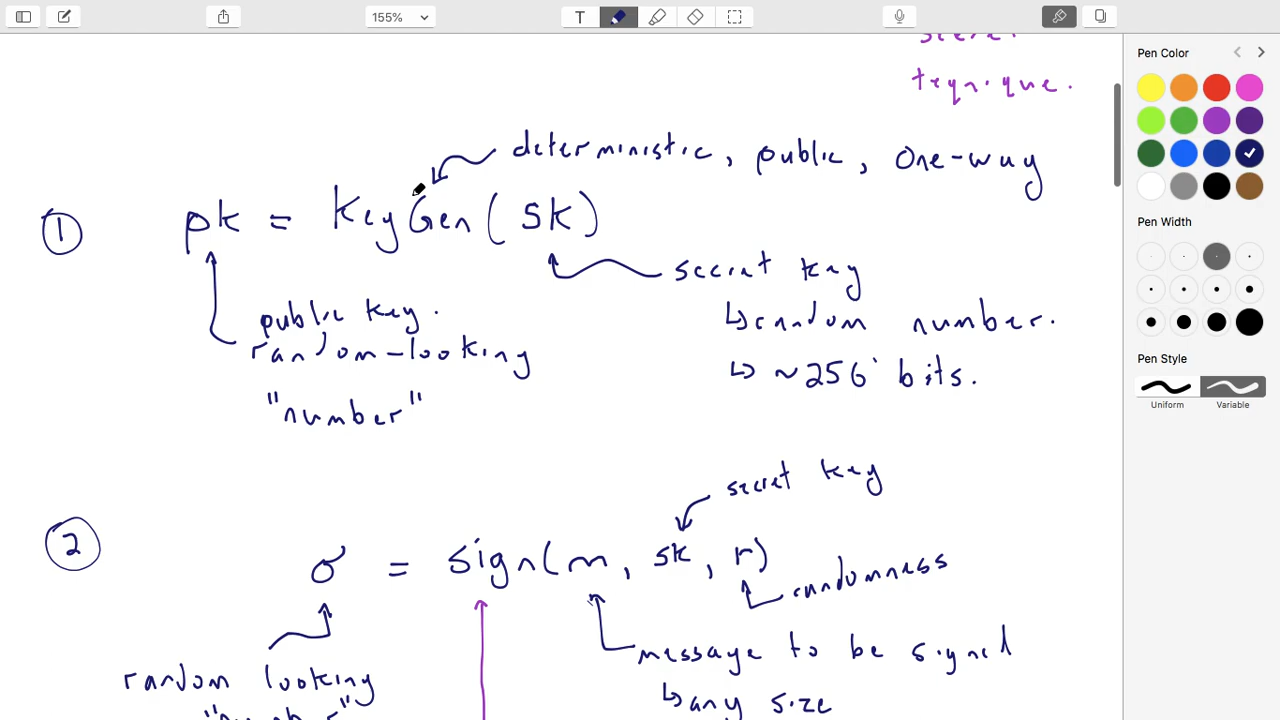 155%
T
Pen Color
secret
teqnique.
deterministic, public, one-way
① pk = KeyGen(sk)
secret key
↳random number.
↳ ~256 bits.
public key.
random-looking
"number"
Pen Width
Pen Style
Uniform Variable
secret key
② σ = sign(m, sk, r)
randomness
message to be signed
↳any size
random looking
"number"